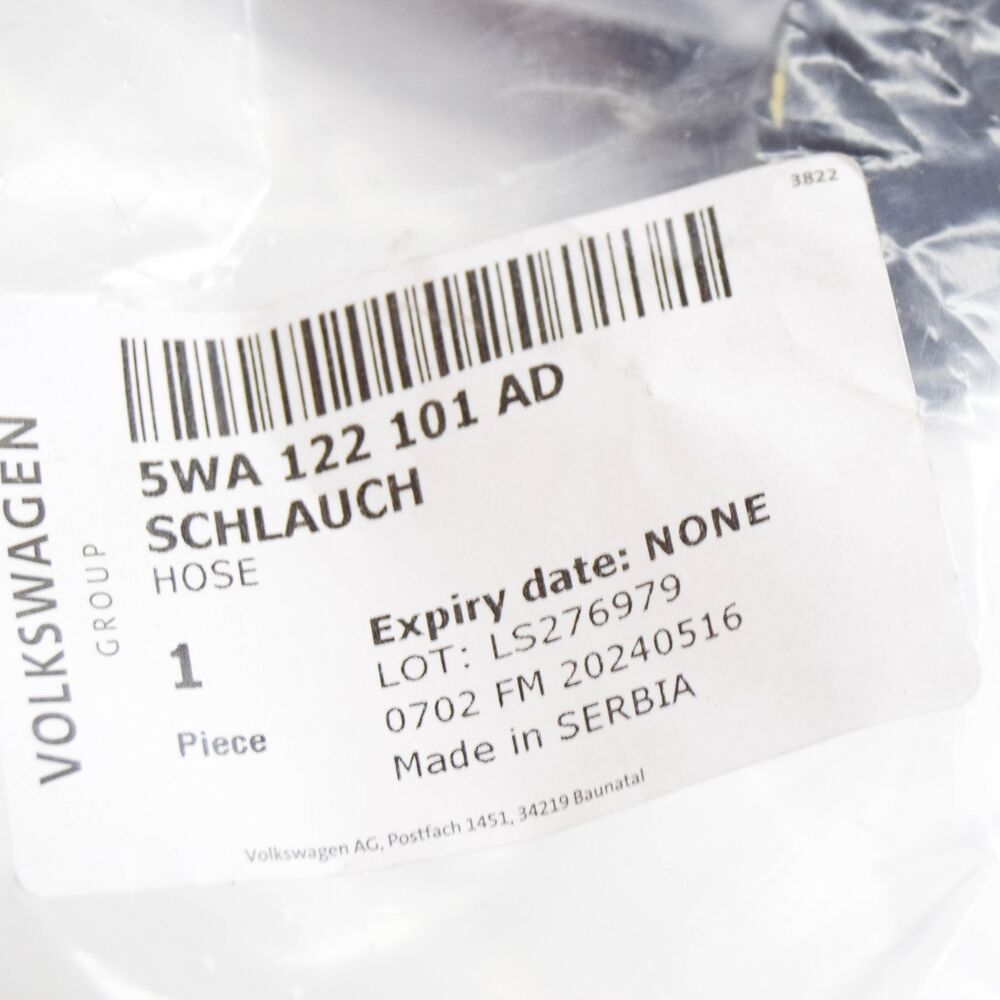 3822
VOLKSWAGEN
GROUP
5WA 122 101 AD
SCHLAUCH
HOSE
1
Piece
Expiry date: NONE
LOT: LS276979
0702 FM 20240516
Made in SERBIA
Volkswagen AG, Postfach 1451, 34219 Baunatal